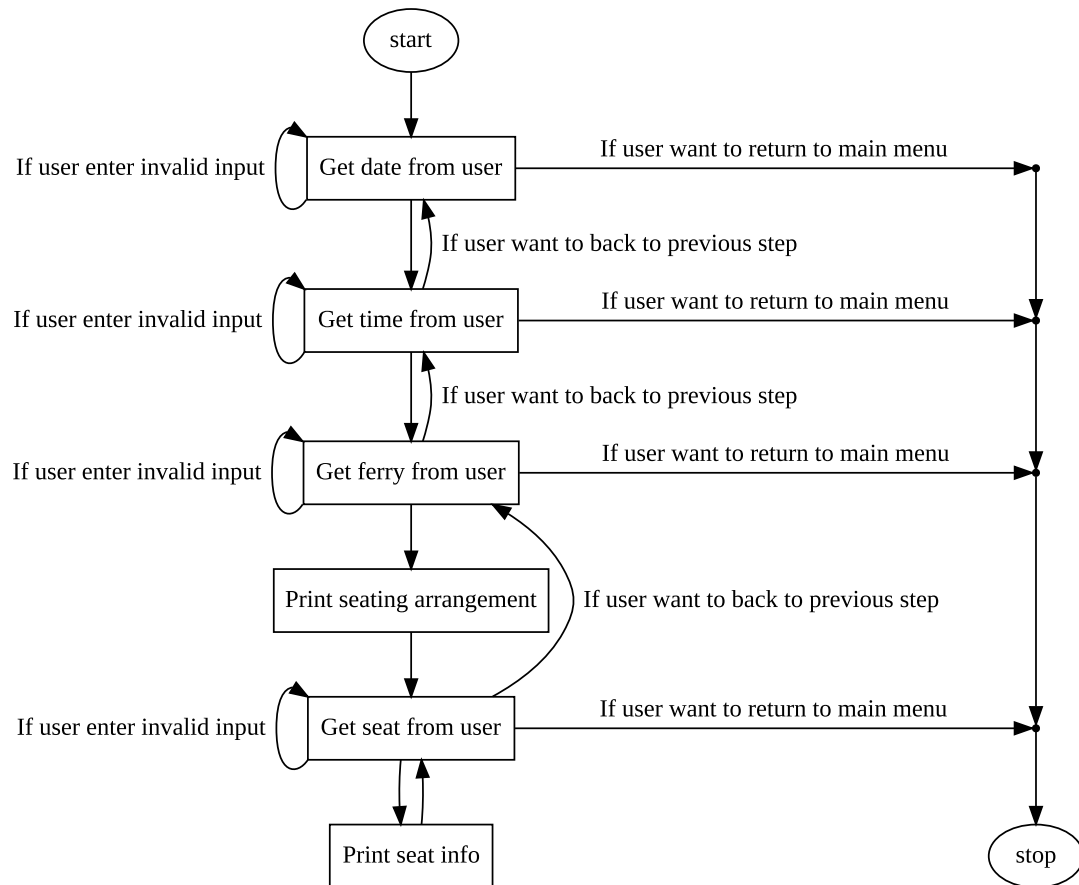 start
If user enter invalid input
Get date from user
If user want to return to main menu
If user want to back to previous step
If user enter invalid input
Get time from user
If user want to return to main menu
If user want to back to previous step
If user enter invalid input
Get ferry from user
If user want to return to main menu
Print seating arrangement
If user want to back to previous step
If user enter invalid input
Get seat from user
If user want to return to main menu
Print seat info
stop